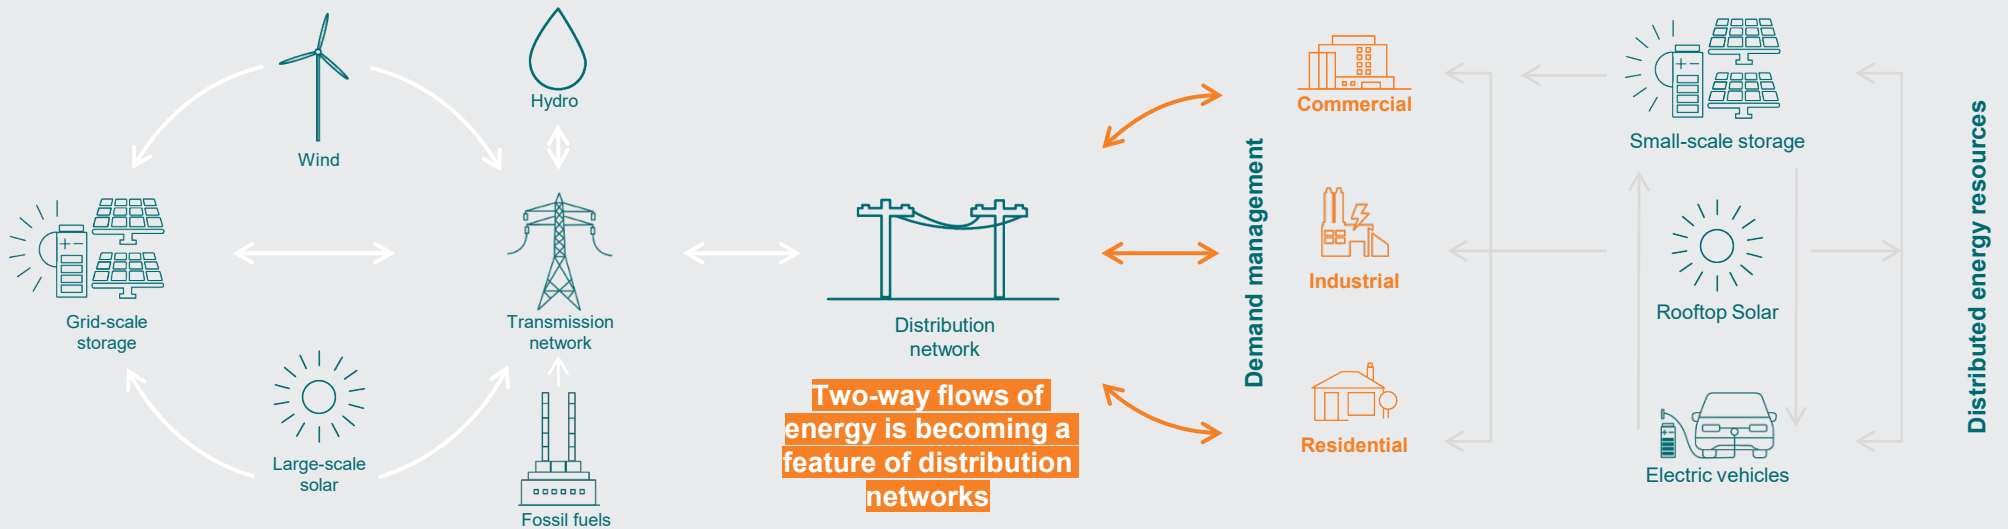 Wind
Hydro
Grid-scale
storage
Transmission
network
Large-scale
solar
Fossil fuels
Distribution
network
Two-way flows of
energy is becoming a
feature of distribution
networks
Demand management
Commercial
Industrial
Residential
Small-scale storage
Rooftop Solar
Electric vehicles
Distributed energy resources